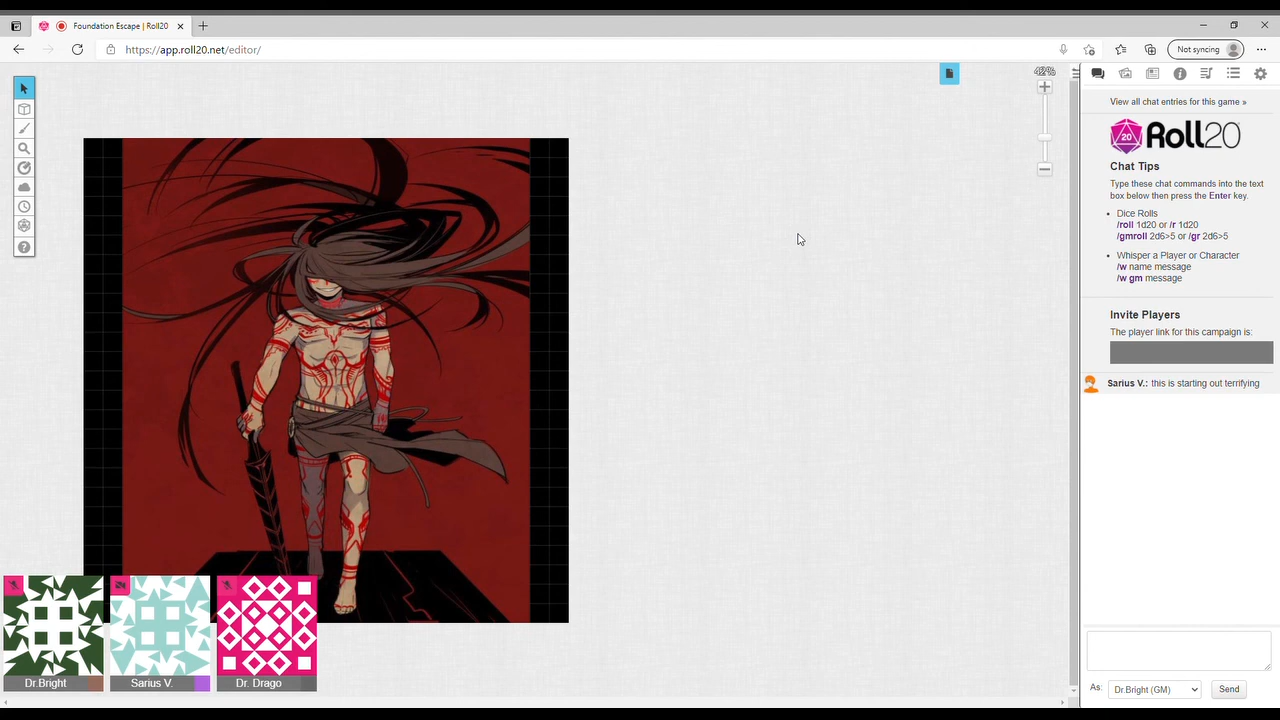 Foundation Escape | Roll20
https://app.roll20.net/editor/
Not syncing
42%
View all chat entries for this game »
20
Roll20
Chat Tips
Type these chat commands into the text
box below then press the Enter key.
Dice Rolls
/roll 1d20 or /r 1d20
/gmroll 2d6>5 or /gr 2d6>5
Whisper a Player or Character
/w name message
/w gm message
Invite Players
The player link for this campaign is:
Sarius V.: this is starting out terrifying
Dr.Bright
Sarius V.
Dr. Drago
As:
Dr.Bright (GM)
Send